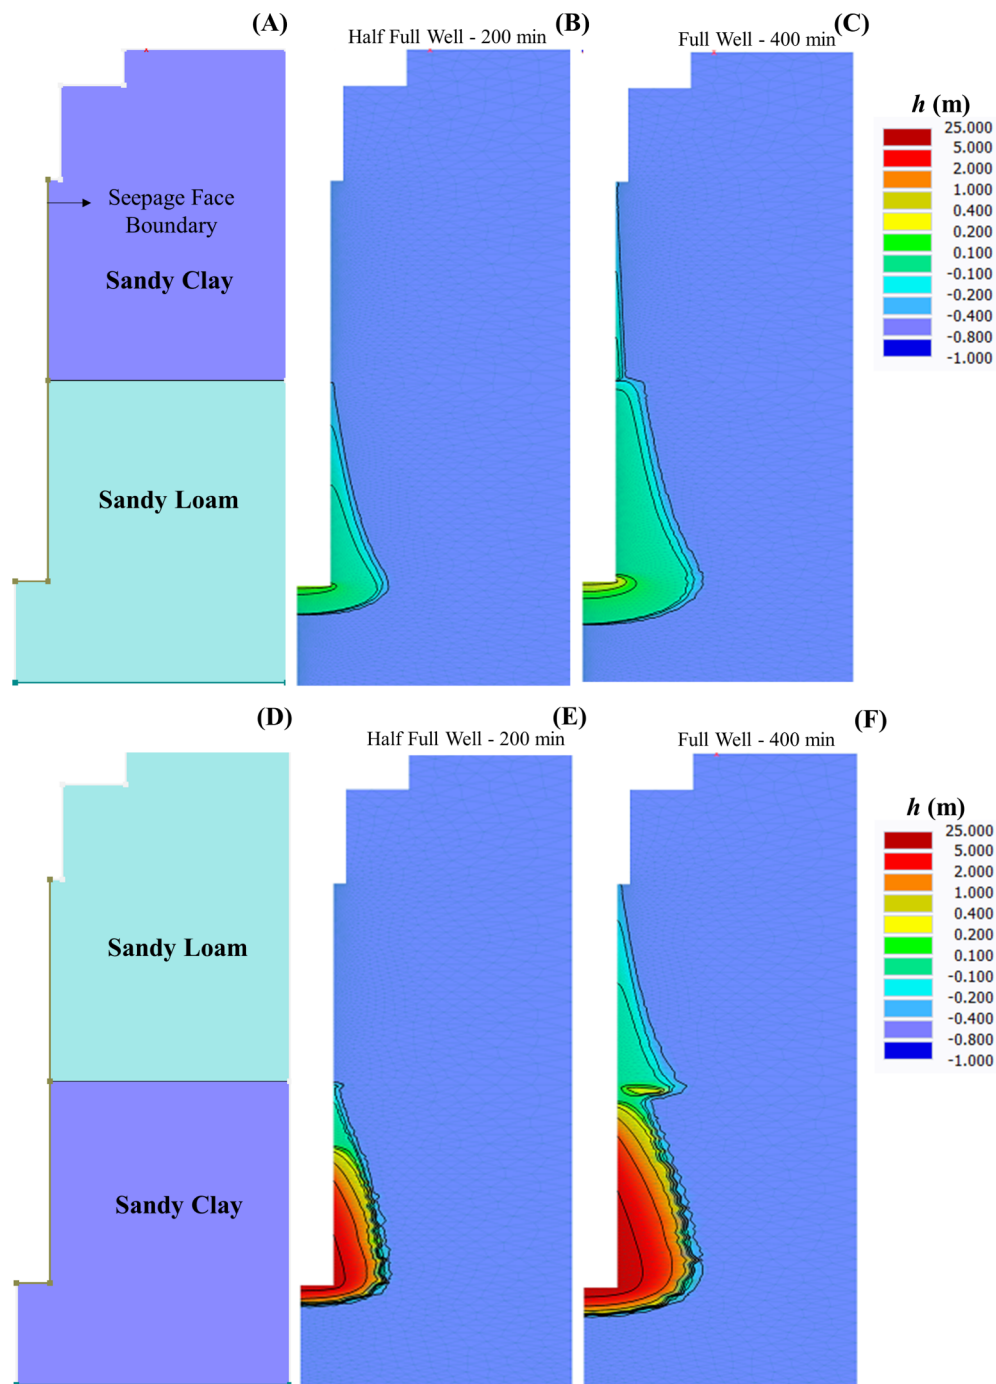 (A)
(B)
(C)
Half Full Well - 200 min
Full Well - 400 min
h (m)
25.000
5.000
2.000
1.000
0.400
0.200
0.100
-0.100
-0.200
-0.400
-0.800
-1.000
Seepage Face
Boundary
Sandy Clay
Sandy Loam
(D)
(E)
(F)
Half Full Well - 200 min
Full Well - 400 min
h (m)
25.000
5.000
2.000
1.000
0.400
0.200
0.100
-0.100
-0.200
-0.400
-0.800
-1.000
Sandy Loam
Sandy Clay